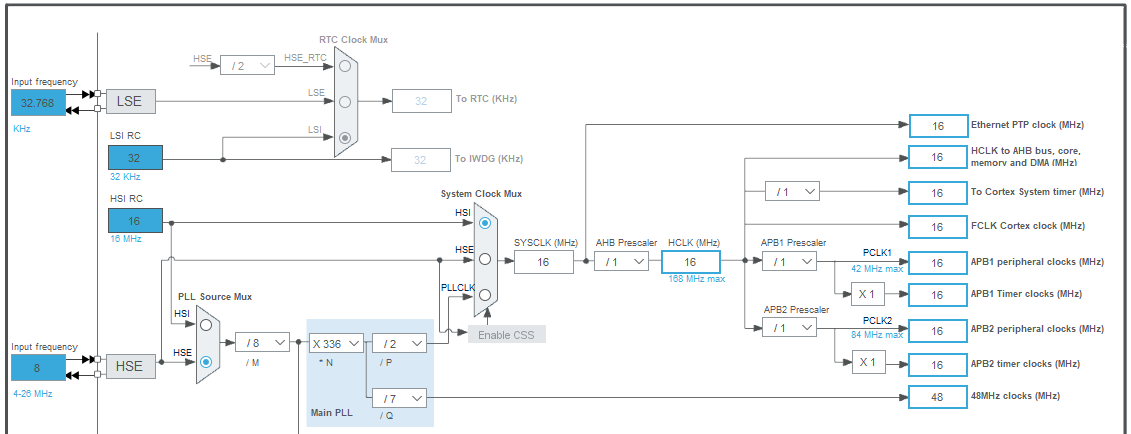 RTC Clock Mux
HSE
/ 2
HSE_RTC
Input frequency
32.768
KHz
LSE
LSE
32
To RTC (KHz)
LSI RC
32
32 KHz
LSI
32
To IWDG (KHz)
HSI RC
16
16 MHz
System Clock Mux
HSI
HSE
PLLCLK
SYSCLK (MHz)
16
AHB Prescaler
/ 1
HCLK (MHz)
16
168 MHz max
16
Ethernet PTP clock (MHz)
16
HCLK to AHB bus, core,
memory and DMA (MHz)
/ 1
16
To Cortex System timer (MHz)
16
FCLK Cortex clock (MHz)
APB1 Prescaler
/ 1
PCLK1
42 MHz max
16
APB1 peripheral clocks (MHz)
X 1
16
APB1 Timer clocks (MHz)
APB2 Prescaler
/ 1
PCLK2
84 MHz max
16
APB2 peripheral clocks (MHz)
X 1
16
APB2 timer clocks (MHz)
48
48MHz clocks (MHz)
Enable CSS
PLL Source Mux
HSI
HSE
Input frequency
8
4-26 MHz
HSE
/ 8
/ M
X 336
* N
/ 2
/ P
/ 7
/ Q
Main PLL